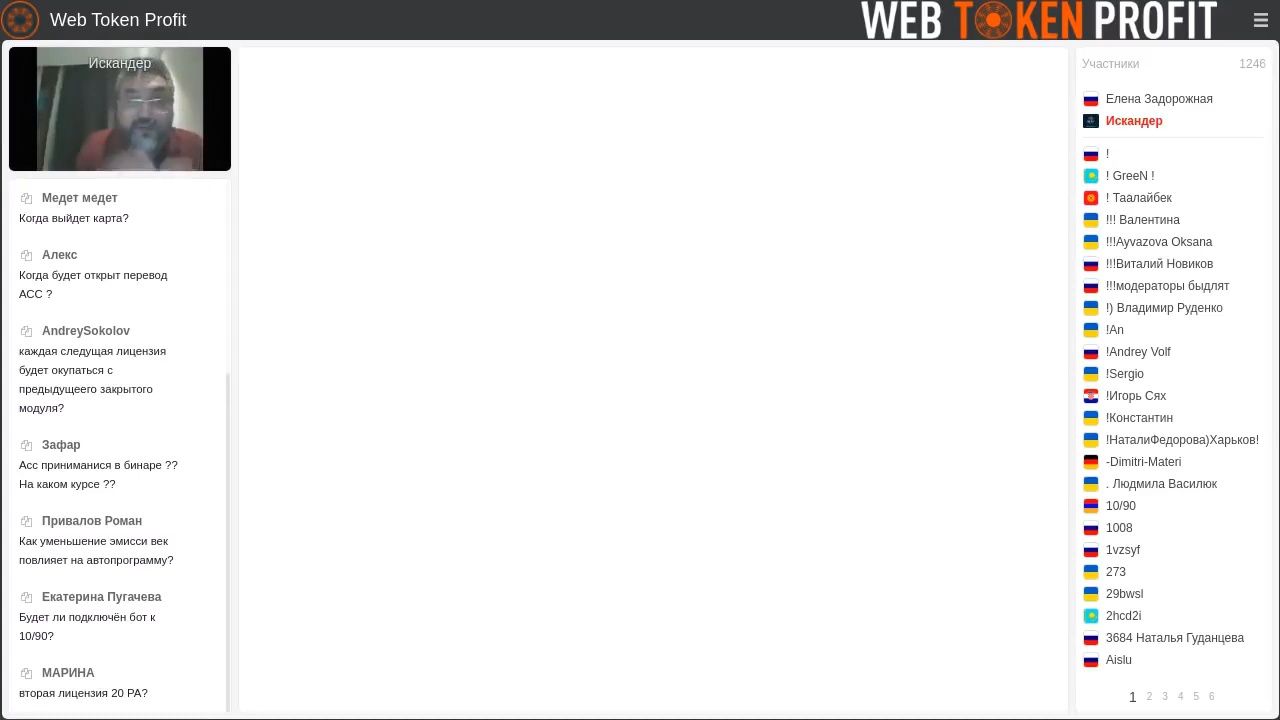 Web Token Profit
WEB TOKEN PROFIT
Искандер
Медет медет
Когда выйдет карта?
Алекс
Когда будет открыт перевод
АСС ?
AndreySokolov
каждая следущая лицензия
будет окупаться с
предыдущеего закрытого
модуля?
Зафар
Асс приниманися в бинаре ??
На каком курсе ??
Привалов Роман
Как уменьшение эмисси век
повлияет на автопрограмму?
Екатерина Пугачева
Будет ли подключён бот к
10/90?
МАРИНА
вторая лицензия 20 РА?
Участники 1246
Елена Задорожная
Искандер
!
! GreeN !
! Таалайбек
!!! Валентина
!!!Ayvazova Oksana
!!!Виталий Новиков
!!!модераторы быдлят
!) Владимир Руденко
!An
!Andrey Volf
!Sergio
!Игорь Сях
!Константин
!НаталиФедорова)Харьков!
-Dimitri-Materi
. Людмила Василюк
10/90
1008
1vzsyf
273
29bwsl
2hcd2i
3684 Наталья Гуданцева
Aislu
1 2 3 4 5 6